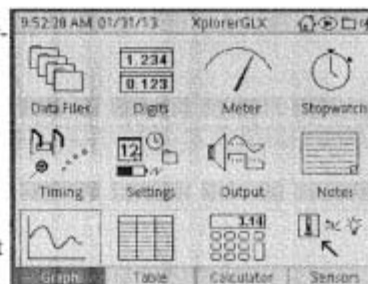 9:52:28 AM 01/31/13 XplorerGLX
1.234
0.123
Data Files Digits Meter Stopwatch
12
Timing Settings Output Notes
3.14
Graph Table Calculator Sensors